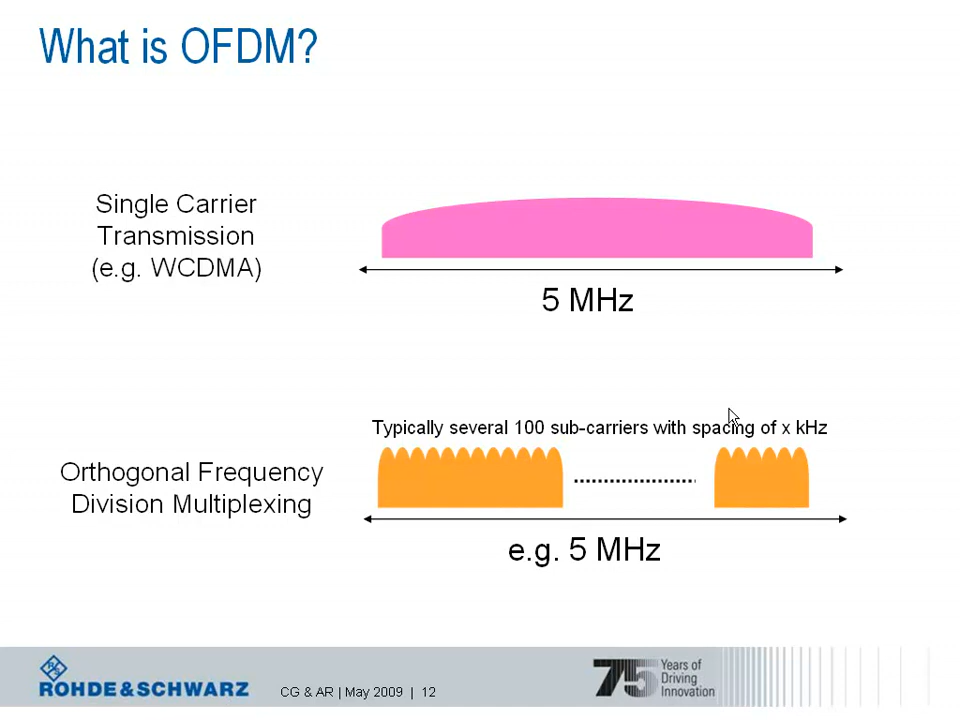 What is OFDM?
Single Carrier
Transmission
(e.g. WCDMA)
5 MHz
Typically several 100 sub-carriers with spacing of x kHz
Orthogonal Frequency
Division Multiplexing
e.g. 5 MHz
R&S
ROHDE & SCHWARZ
CG & AR | May 2009 | 12
75
Years of
Driving
Innovation